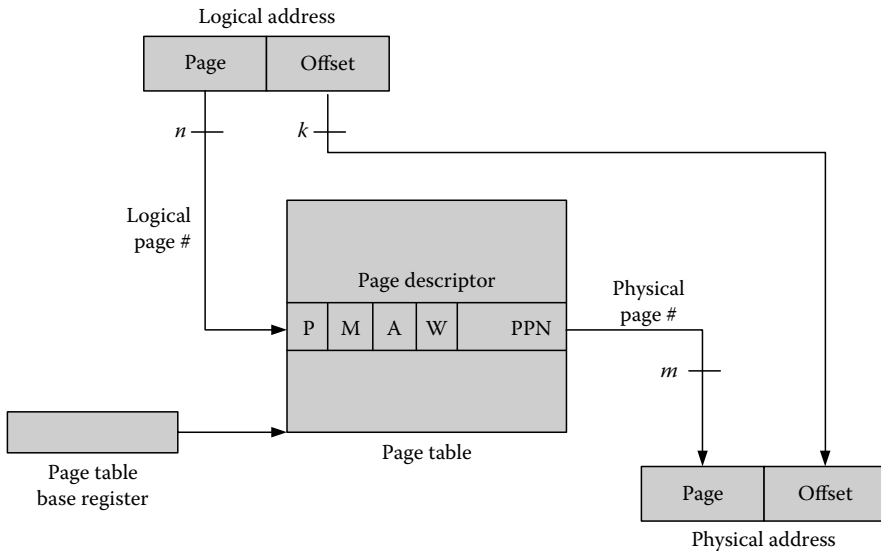 Logical address
Page Offset
n k
Logical
page #
Page descriptor
P M A W PPN
Physical
page #
m
Page table
base register
Page table
Page Offset
Physical address